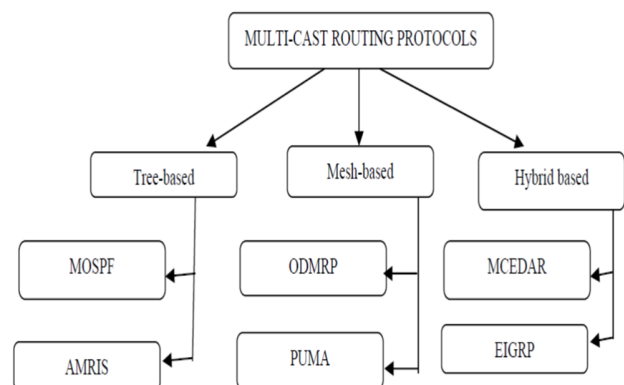 MULTI-CAST ROUTING PROTOCOLS
Tree-based
Mesh-based
Hybrid based
MOSPF
ODMRP
MCEDAR
AMRIS
PUMA
EIGRP